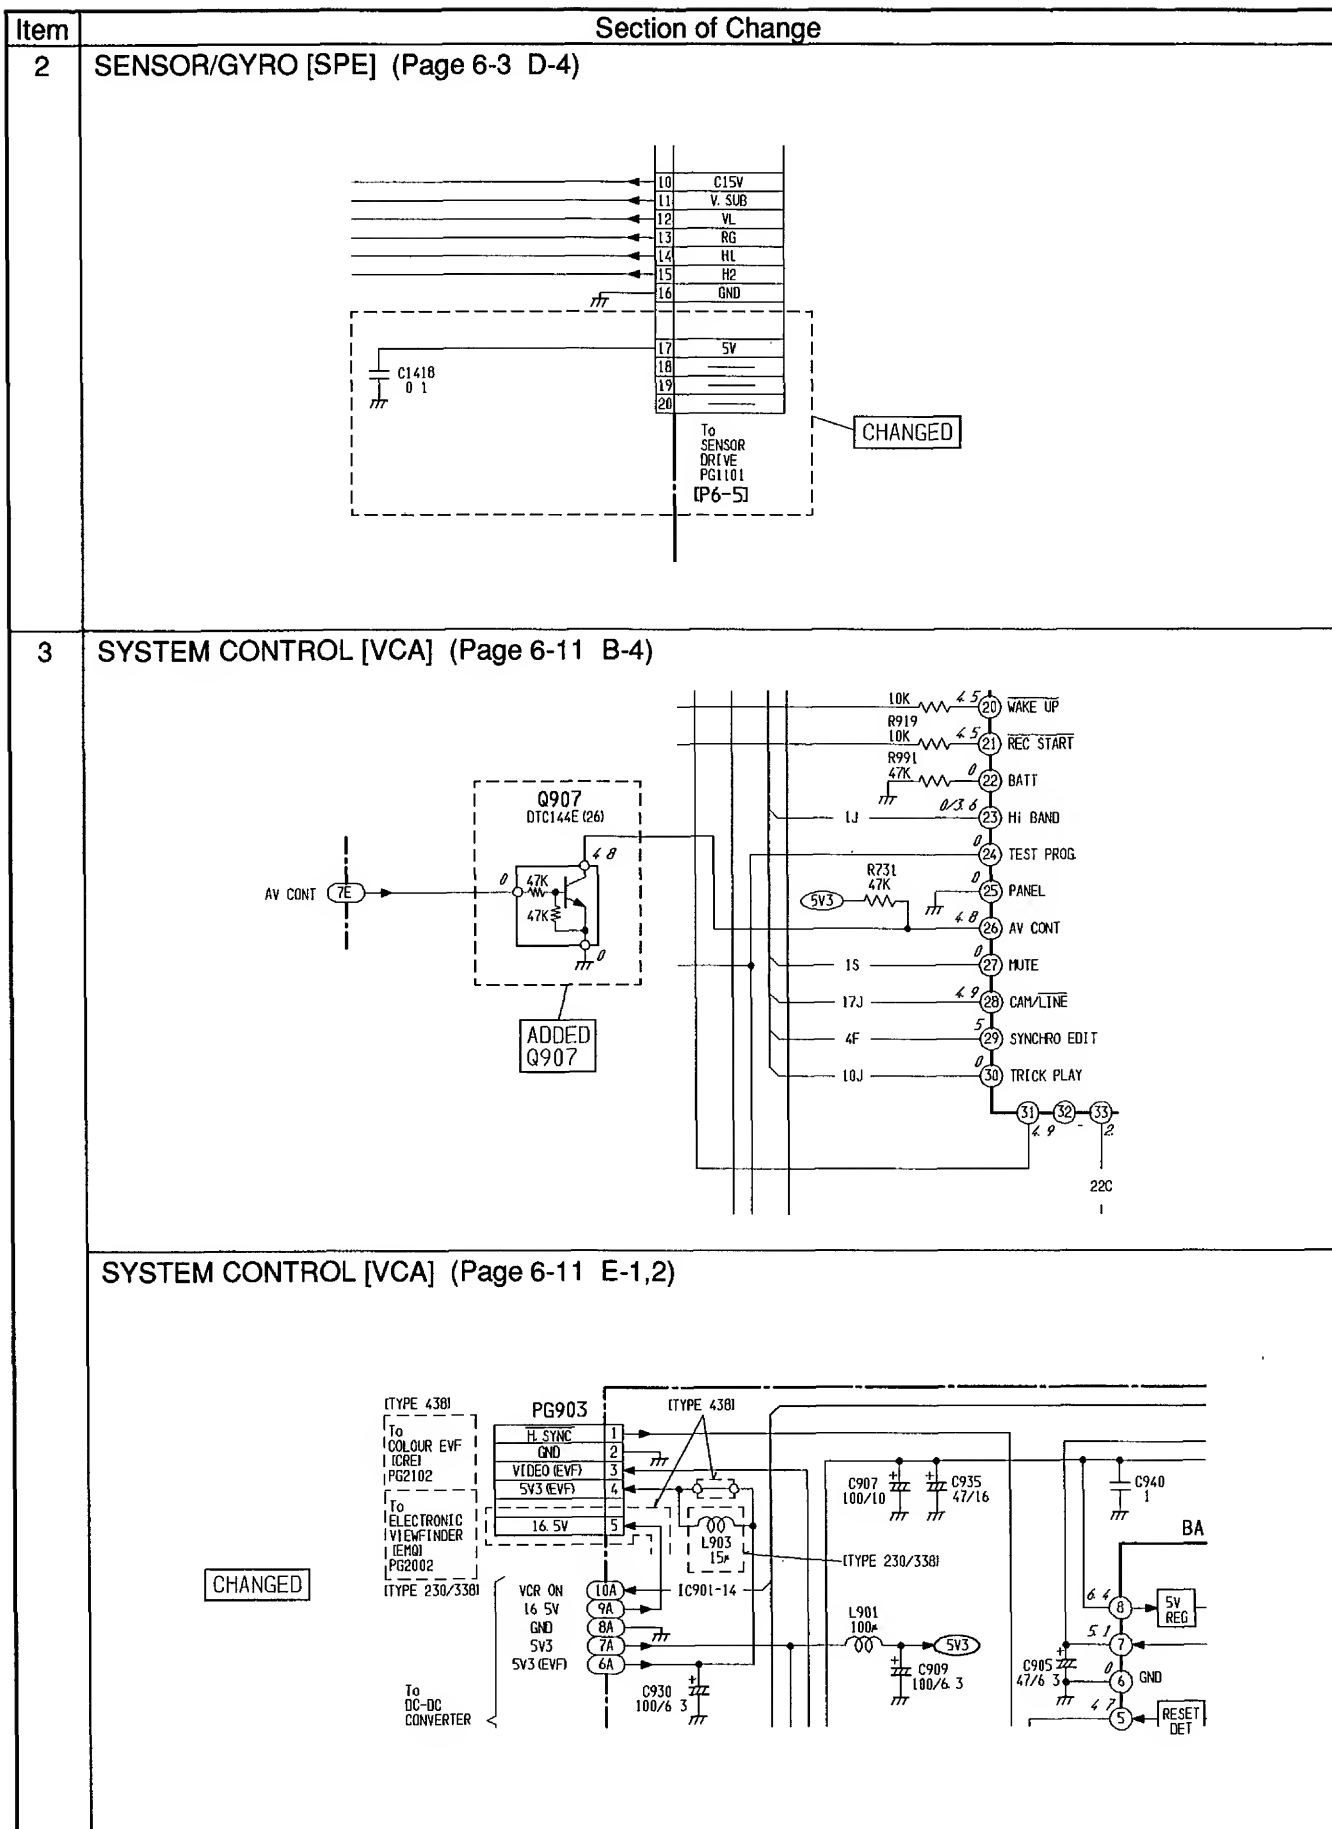 Item Section of Change
2 SENSOR/GYRO [SPE] (Page 6-3 D-4)
10 C15V
11 V. SUB
12 VL
13 RG
14 HL
15 H2
16 GND
17 5V
18
19
20
C1418
0 1
To
SENSOR
DRIVE
PG1101
[P6-5]
CHANGED
3 SYSTEM CONTROL [VCA] (Page 6-11 B-4)
10K 4.5 20 WAKE UP
R919
10K 4.5 21 REC START
R991
47K 0 22 BATT
1J 0/3.6 23 Hi BAND
0 24 TEST PROG.
R731
47K
5V3
0 25 PANEL
4.8 26 AV CONT
1S 0 27 MUTE
17J 4.9 28 CAM/LINE
4F 5 29 SYNCHRO EDIT
10J 0 30 TRICK PLAY
31 32 33
4.9 - 2.
22C
Q907
DTC144E (26)
4 8
AV CONT 7E
0 47K
47K
0
ADDED
Q907
SYSTEM CONTROL [VCA] (Page 6-11 E-1,2)
[TYPE 438]
To
COLOUR EVF
[CRE]
PG2102
To
ELECTRONIC
VIEWFINDER
[EMQ]
PG2002
[TYPE 230/338]
CHANGED
PG903
H. SYNC 1
GND 2
VIDEO (EVF) 3
5V3 (EVF) 4
16. 5V 5
[TYPE 438]
L903
15μ
[TYPE 230/338]
VCR ON 10A IC901-14
16 5V 9A
GND 8A
5V3 7A
5V3 (EVF) 6A
To
DC-DC
CONVERTER
C930
100/6 3
L901
100μ
5V3
C909
100/6. 3
C907
100/10
C935
47/16
C940
1
BA
6. 4 8 5V
REG
5. 1 7
C905
47/6 3
0 6 GND
4 7 5 RESET
DET